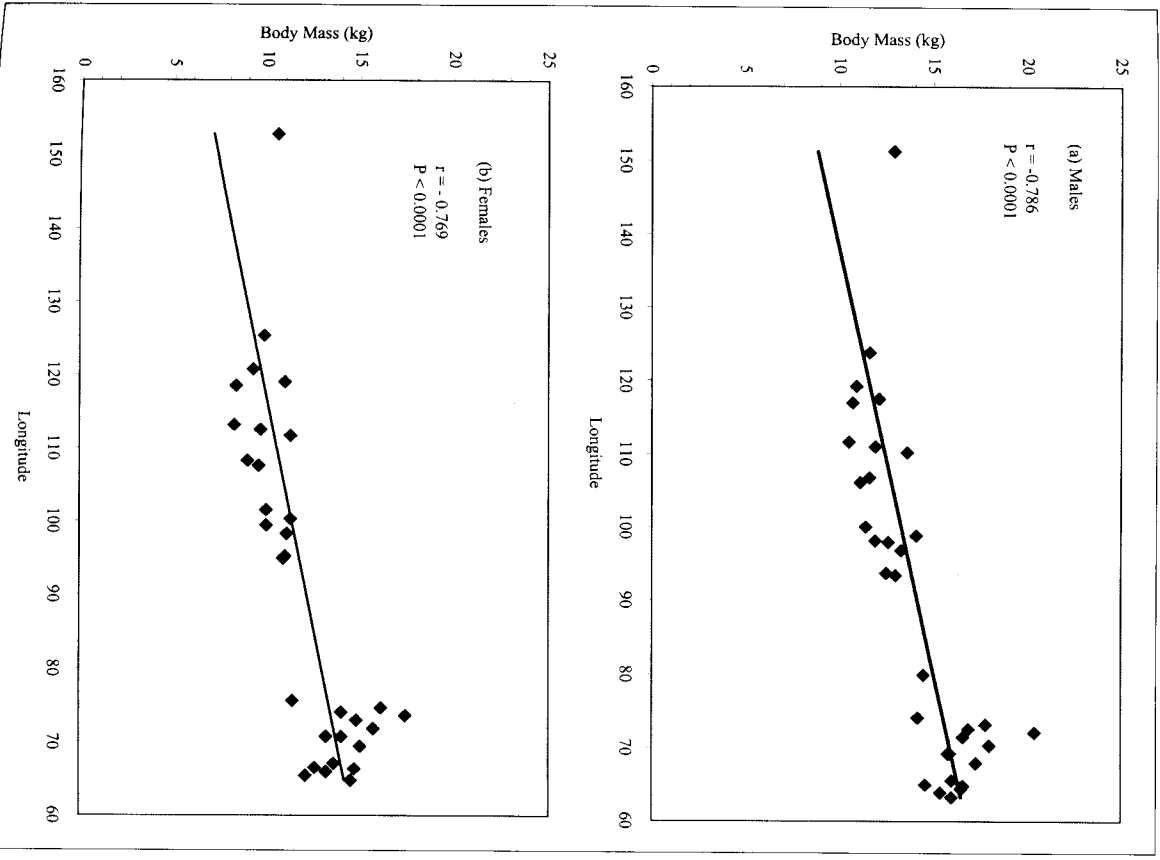 (a) Males
r = -0.786
P < 0.0001
Body Mass (kg)
25
20
15
10
5
0
160 150 140 130 120 110 100 90 80 70 60
Longitude
(b) Females
r = - 0.769
P < 0.0001
Body Mass (kg)
25
20
15
10
5
0
160 150 140 130 120 110 100 90 80 70 60
Longitude